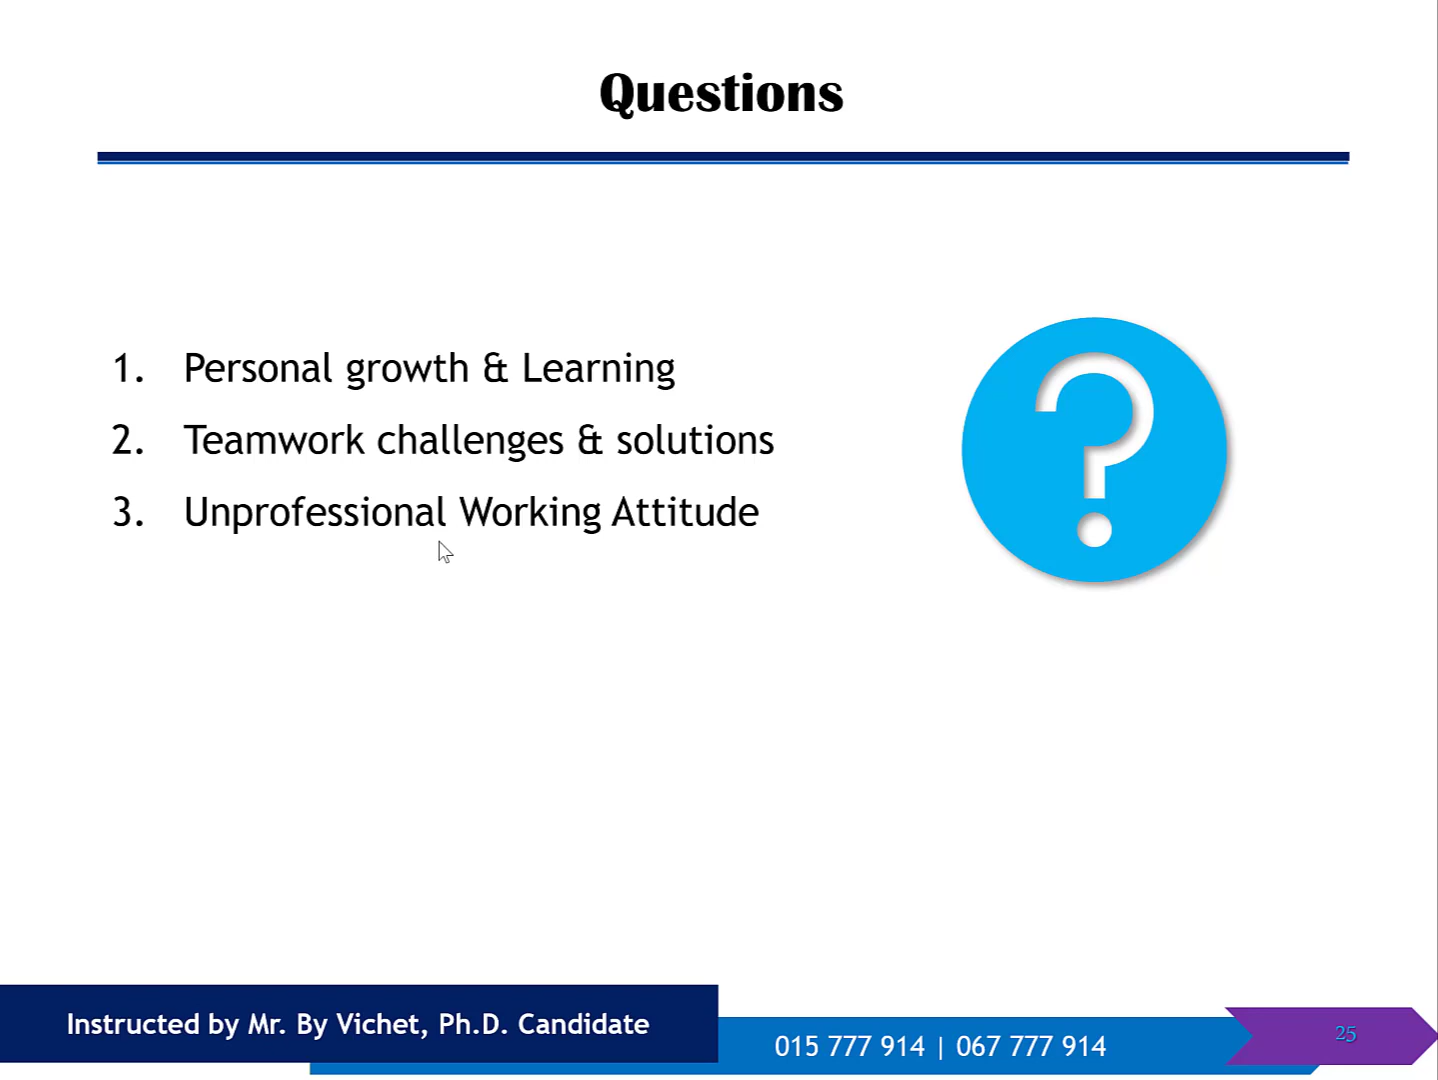 Questions
1. Personal growth & Learning
2. Teamwork challenges & solutions
3. Unprofessional Working Attitude
Instructed by Mr. By Vichet, Ph.D. Candidate
015 777 914 | 067 777 914
25